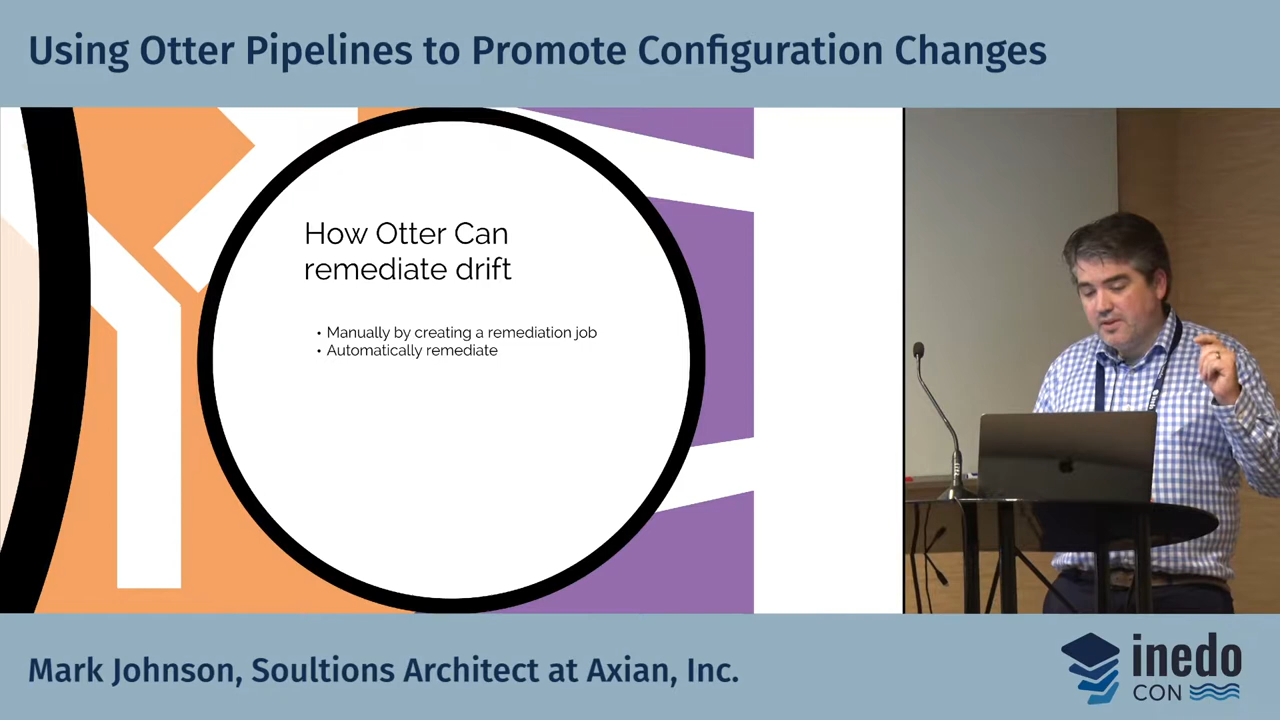 Using Otter Pipelines to Promote Configuration Changes
How Otter Can
remediate drift
• Manually by creating a remediation job
• Automatically remediate
Mark Johnson, Soultions Architect at Axian, Inc.
inedo
CON